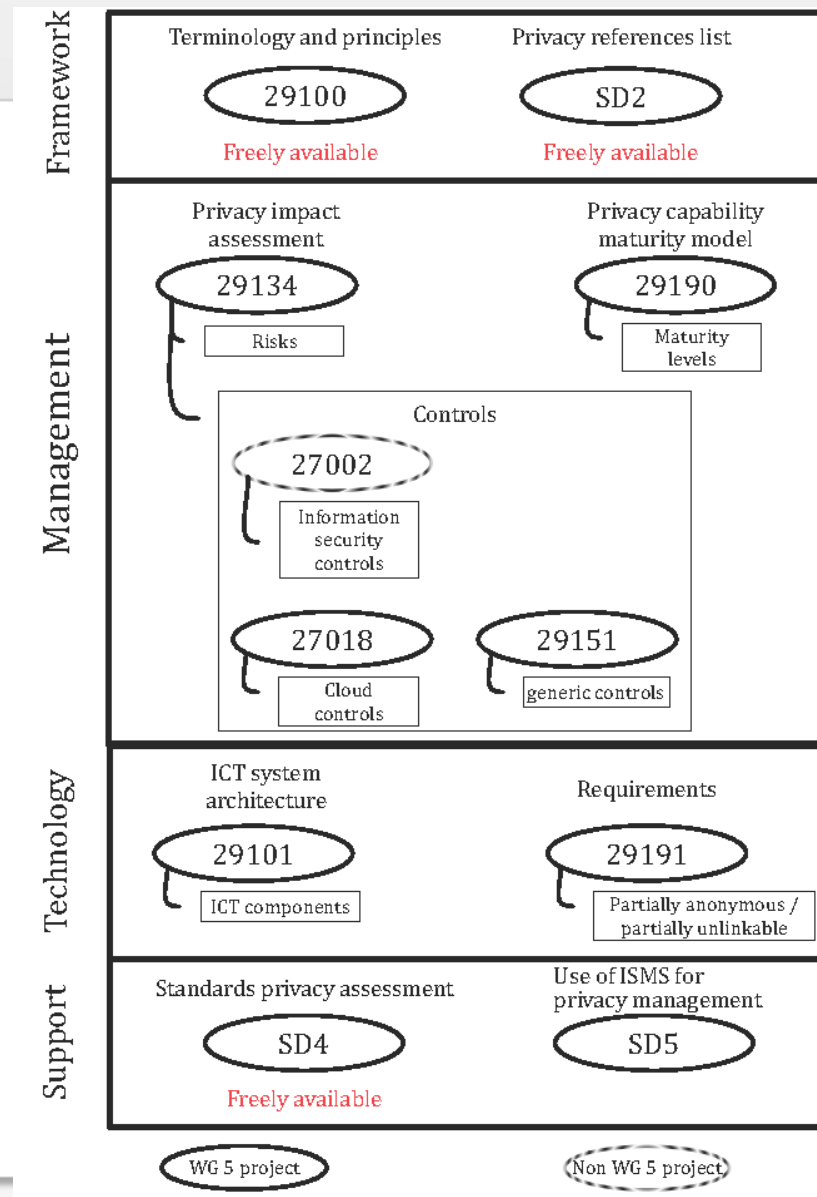 Framework
Terminology and principles
29100
Freely available
Privacy references list
SD2
Freely available
Management
Privacy impact
assessment
29134
Risks
Privacy capability
maturity model
29190
Maturity
levels
Controls
27002
Information
security
controls
27018
Cloud
controls
29151
generic controls
Technology
ICT system
architecture
29101
ICT components
Requirements
29191
Partially anonymous /
partially unlinkable
Support
Standards privacy assessment
SD4
Freely available
Use of ISMS for
privacy management
SD5
WG 5 project
Non WG 5 project